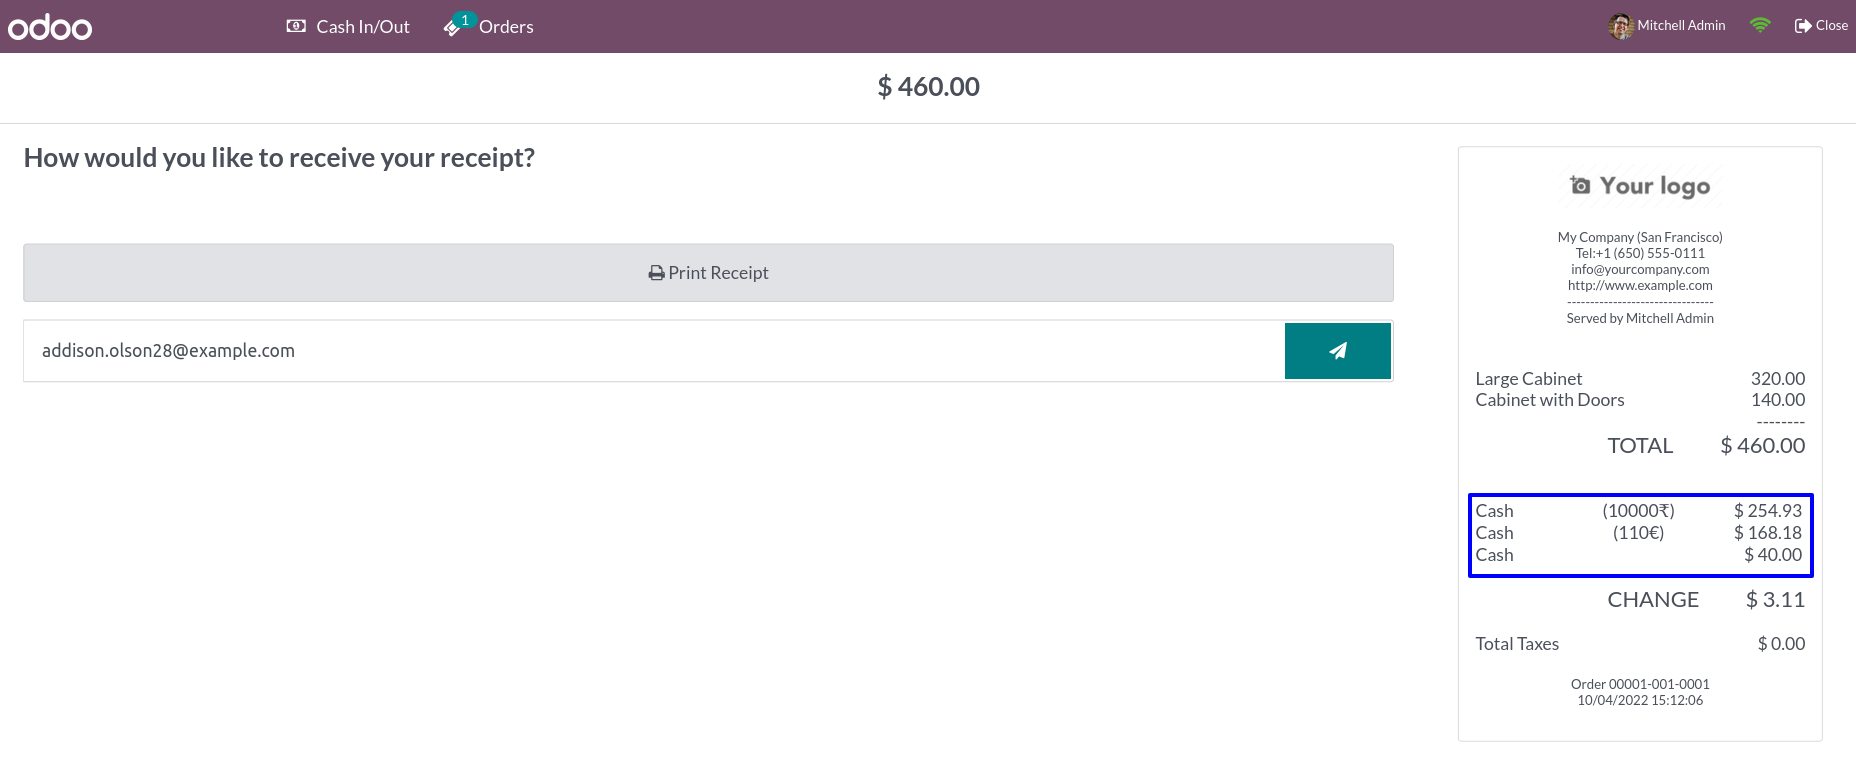 odoo
Cash In/Out
1
Orders
Mitchell Admin
Close
$ 460.00
How would you like to receive your receipt?
Print Receipt
addison.olson28@example.com
Your logo
My Company (San Francisco)
Tel:+1 (650) 555-0111
info@yourcompany.com
http://www.example.com
--------------------------------
Served by Mitchell Admin
Large Cabinet 320.00
Cabinet with Doors 140.00
--------
TOTAL $ 460.00
Cash (10000₹) $ 254.93
Cash (110€) $ 168.18
Cash $ 40.00
CHANGE $ 3.11
Total Taxes $ 0.00
Order 00001-001-0001
10/04/2022 15:12:06